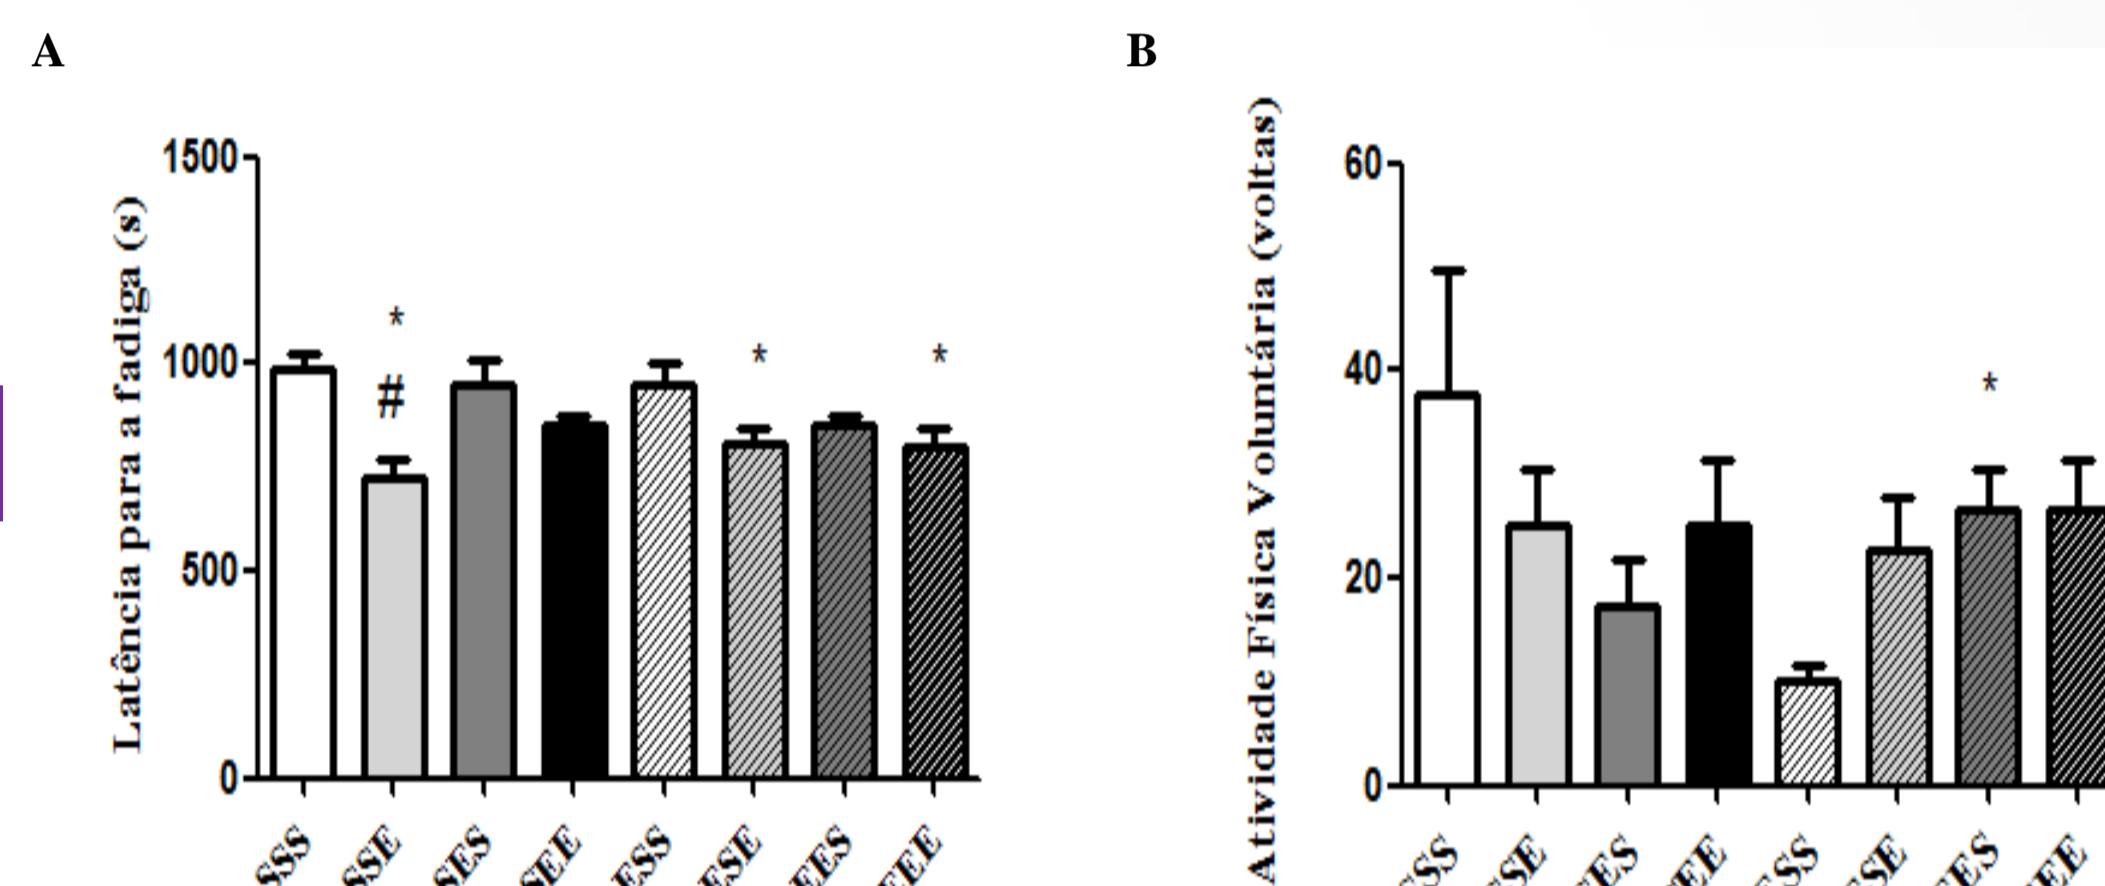 A
B
Latência para a fadiga (s)
1500
1000
500
0
*
#
*
*
SSS
SSE
SES
SEE
ESS
ESE
EES
EEE
Atividade Física Voluntária (voltas)
60
40
20
0
*